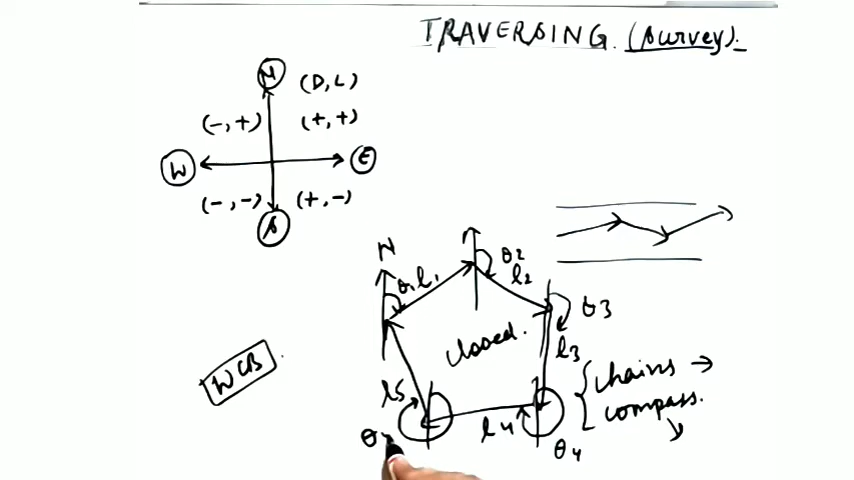 TRAVERSING. (survey).
N (D, L)
(-, +) (+, +)
W E
(-, -) (+, -)
S
N
θ1 l1
θ2
l2
θ3
l3
closed.
WCB
l5
l4
θ4
θ
{chains →
compass.